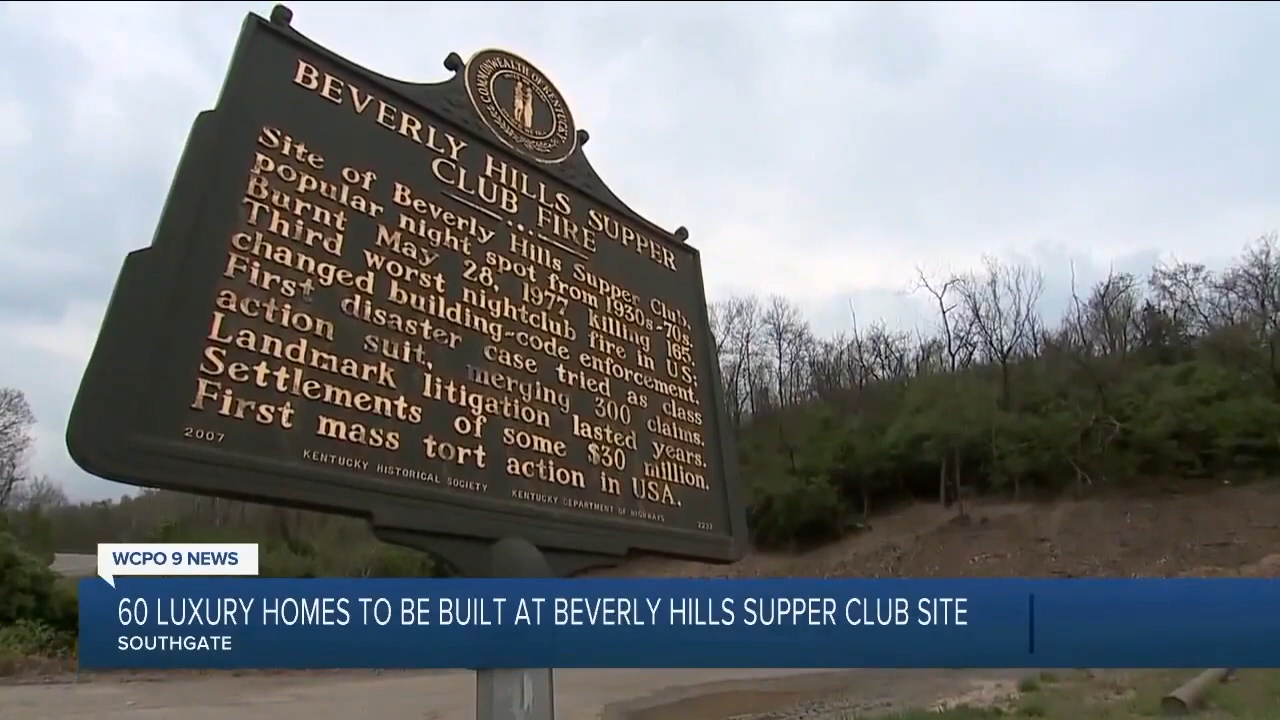 COMMONWEALTH OF KENTUCKY
BEVERLY HILLS SUPPER
CLUB FIRE
Site of Beverly Hills Supper Club,
popular night spot from 1930s-70s.
Burnt May 28, 1977 killing 165.
Third worst nightclub fire in US;
changed building-code enforcement.
First disaster case tried as class
action suit, merging 300 claims.
Landmark litigation lasted years.
Settlements of some $30 million.
First mass tort action in USA.
2007
KENTUCKY HISTORICAL SOCIETY KENTUCKY DEPARTMENT OF HIGHWAYS
2233
WCPO 9 NEWS
60 LUXURY HOMES TO BE BUILT AT BEVERLY HILLS SUPPER CLUB SITE
SOUTHGATE